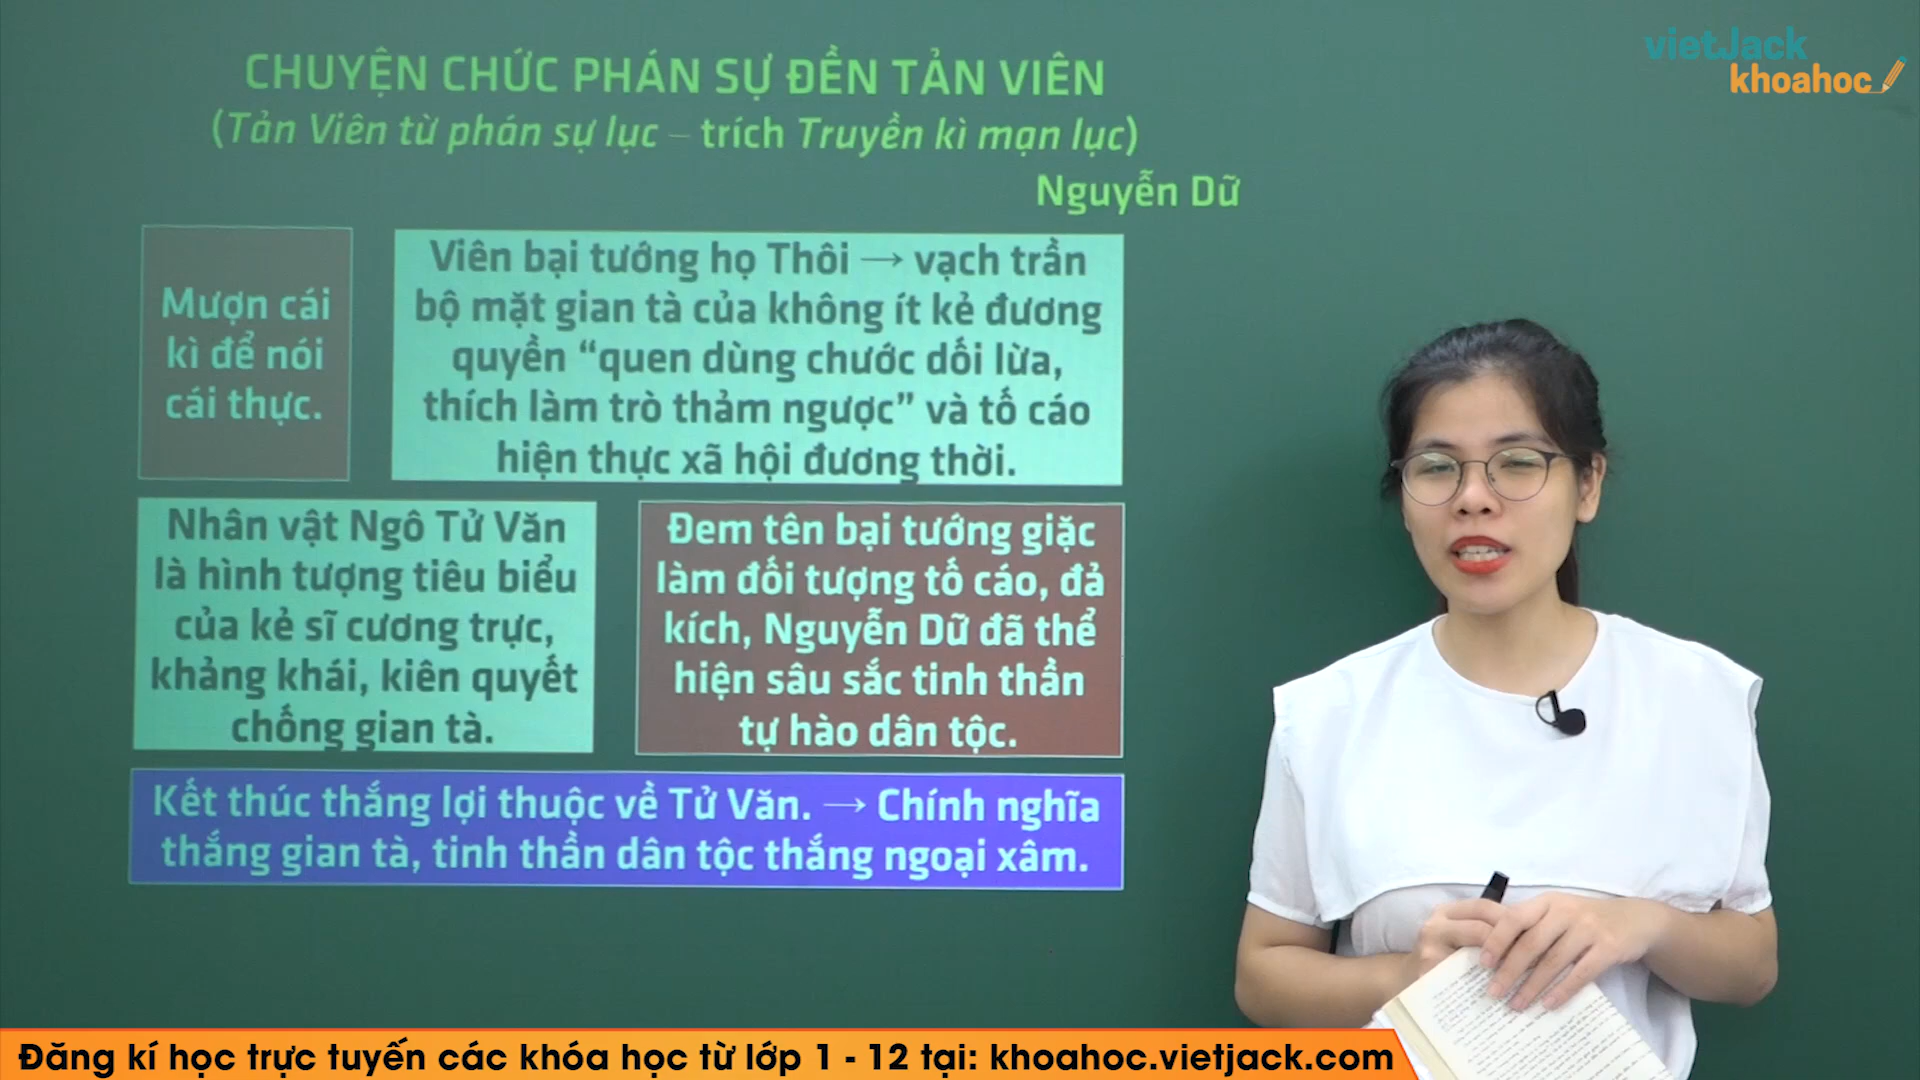 vietJack
khoahoc
CHUYỆN CHỨC PHÁN SỰ ĐỀN TẢN VIÊN
(Tản Viên từ phán sự lục – trích Truyền kì mạn lục)
Nguyễn Dữ
Mượn cái
kì để nói
cái thực.
Viên bại tướng họ Thôi → vạch trần
bộ mặt gian tà của không ít kẻ đương
quyền “quen dùng chước dối lừa,
thích làm trò thảm ngược” và tố cáo
hiện thực xã hội đương thời.
Nhân vật Ngô Tử Văn
là hình tượng tiêu biểu
của kẻ sĩ cương trực,
khảng khái, kiên quyết
chống gian tà.
Đem tên bại tướng giặc
làm đối tượng tố cáo, đả
kích, Nguyễn Dữ đã thể
hiện sâu sắc tinh thần
tự hào dân tộc.
Kết thúc thắng lợi thuộc về Tử Văn. → Chính nghĩa
thắng gian tà, tinh thần dân tộc thắng ngoại xâm.
Đăng kí học trực tuyến các khóa học từ lớp 1 - 12 tại: khoahoc.vietjack.com